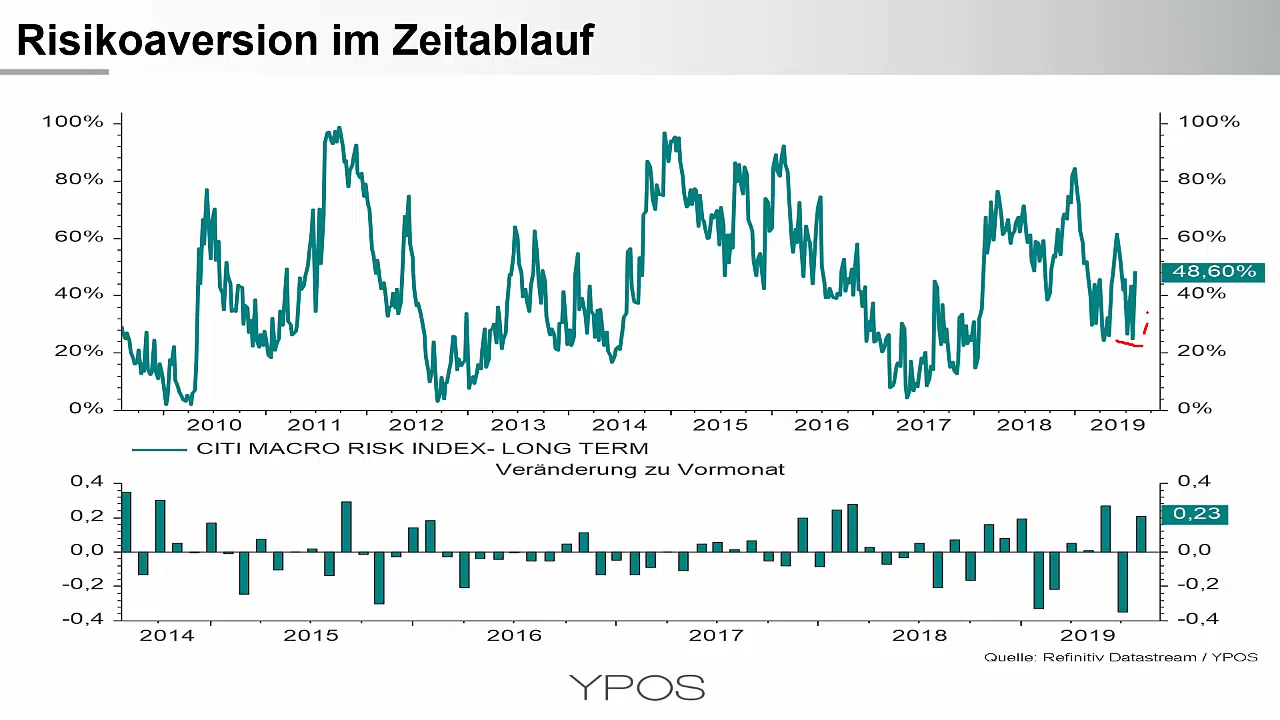 Risikoaversion im Zeitablauf
100% 100%
80% 80%
60% 60%
48,60%
40% 40%
20% 20%
0% 0%
2010 2011 2012 2013 2014 2015 2016 2017 2018 2019
CITI MACRO RISK INDEX- LONG TERM
Veränderung zu Vormonat
0,4 0,4
0,2 0,23
0,0 0,0
-0,2 -0,2
-0,4 -0,4
2014 2015 2016 2017 2018 2019
Quelle: Refinitiv Datastream / YPOS
YPOS